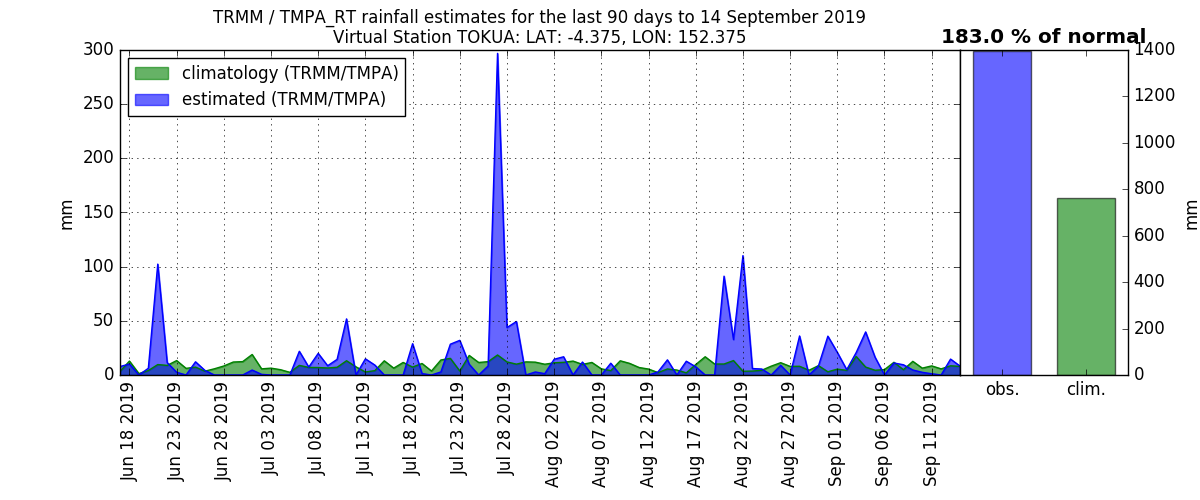 TRMM / TMPA_RT rainfall estimates for the last 90 days to 14 September 2019
Virtual Station TOKUA: LAT: -4.375, LON: 152.375
183.0 % of normal
climatology (TRMM/TMPA)
estimated (TRMM/TMPA)
300
250
200
150
100
50
0
mm
1400
1200
1000
800
600
400
200
0
mm
Jun 18 2019
Jun 23 2019
Jun 28 2019
Jul 03 2019
Jul 08 2019
Jul 13 2019
Jul 18 2019
Jul 23 2019
Jul 28 2019
Aug 02 2019
Aug 07 2019
Aug 12 2019
Aug 17 2019
Aug 22 2019
Aug 27 2019
Sep 01 2019
Sep 06 2019
Sep 11 2019
obs.
clim.